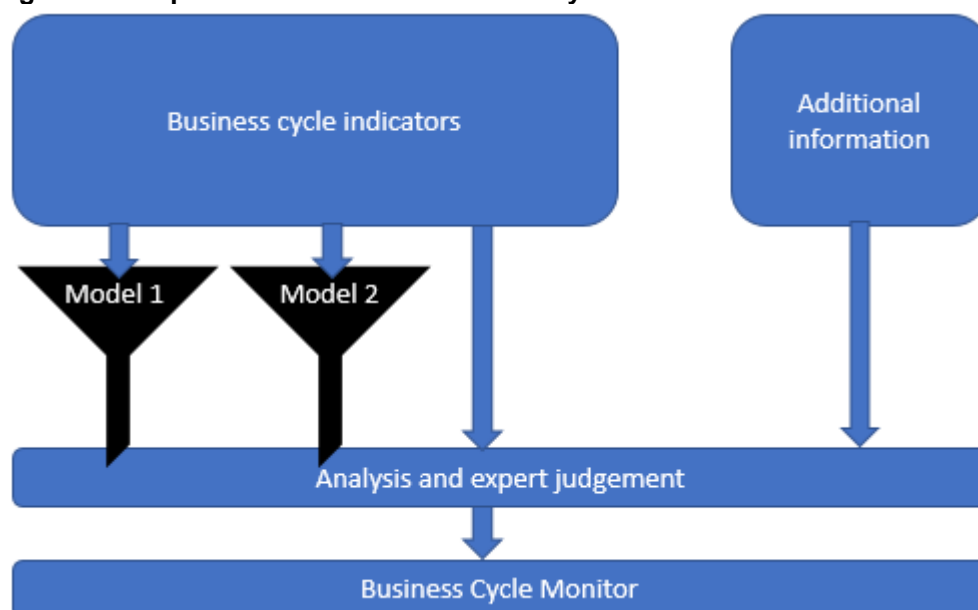 Business cycle indicators
Additional
information
Model 1
Model 2
Analysis and expert judgement
Business Cycle Monitor